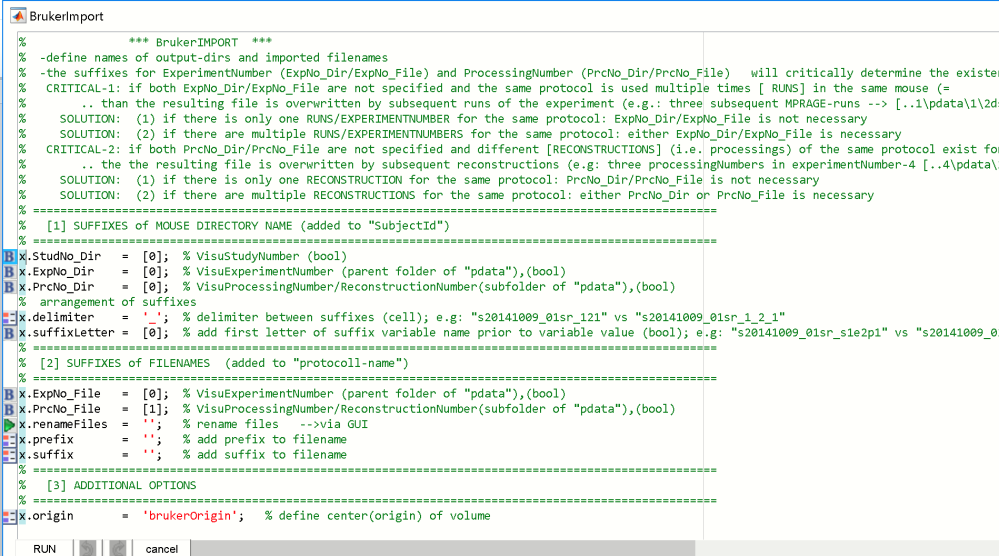 BrukerImport
% *** BrukerIMPORT ***
% -define names of output-dirs and imported filenames
% -the suffixes for ExperimentNumber (ExpNo_Dir/ExpNo_File) and ProcessingNumber (PrcNo_Dir/PrcNo_File) will critically determine the existen
% CRITICAL-1: if both ExpNo_Dir/ExpNo_File are not specified and the same protocol is used multiple times [ RUNS] in the same mouse (=
% .. than the resulting file is overwritten by subsequent runs of the experiment (e.g.: three subsequent MPRAGE-runs --> [..1\pdata\1\2ds
% SOLUTION: (1) if there is only one RUNS/EXPERIMENTNUMBER for the same protocol: ExpNo_Dir/ExpNo_File is not necessary
% SOLUTION: (2) if there are multiple RUNS/EXPERIMENTNUMBERS for the same protocol: either ExpNo_Dir/ExpNo_File is necessary
% CRITICAL-2: if both PrcNo_Dir/PrcNo_File are not specified and different [RECONSTRUCTIONS] (i.e. processings) of the same protocol exist for
% .. the the resulting file is overwritten by subsequent reconstructions (e.g: three processingNumbers in experimentNumber-4 [..4\pdata\1
% SOLUTION: (1) if there is only one RECONSTRUCTION for the same protocol: PrcNo_Dir/PrcNo_File is not necessary
% SOLUTION: (2) if there are multiple RECONSTRUCTIONS for the same protocol: either PrcNo_Dir or PrcNo_File is necessary
% =====================================================================================
% [1] SUFFIXES of MOUSE DIRECTORY NAME (added to "SubjectId")
% =====================================================================================
B x.StudNo_Dir = [0]; % VisuStudyNumber (bool)
B x.ExpNo_Dir = [0]; % VisuExperimentNumber (parent folder of "pdata"),(bool)
B x.PrcNo_Dir = [0]; % VisuProcessingNumber/ReconstructionNumber(subfolder of "pdata"),(bool)
% arrangement of suffixes
x.delimiter = '_'; % delimiter between suffixes (cell); e.g: "s20141009_01sr_121" vs "s20141009_01sr_1_2_1"
B x.suffixLetter = [0]; % add first letter of suffix variable name prior to variable value (bool); e.g: "s20141009_01sr_s1e2p1" vs "s20141009_01
% =====================================================================================
% [2] SUFFIXES of FILENAMES (added to "protocoll-name")
% =====================================================================================
B x.ExpNo_File = [0]; % VisuExperimentNumber (parent folder of "pdata"),(bool)
B x.PrcNo_File = [1]; % VisuProcessingNumber/ReconstructionNumber(subfolder of "pdata"),(bool)
x.renameFiles = ''; % rename files -->via GUI
x.prefix = ''; % add prefix to filename
x.suffix = ''; % add suffix to filename
% =====================================================================================
% [3] ADDITIONAL OPTIONS
% =====================================================================================
x.origin = 'brukerOrigin'; % define center(origin) of volume
RUN cancel